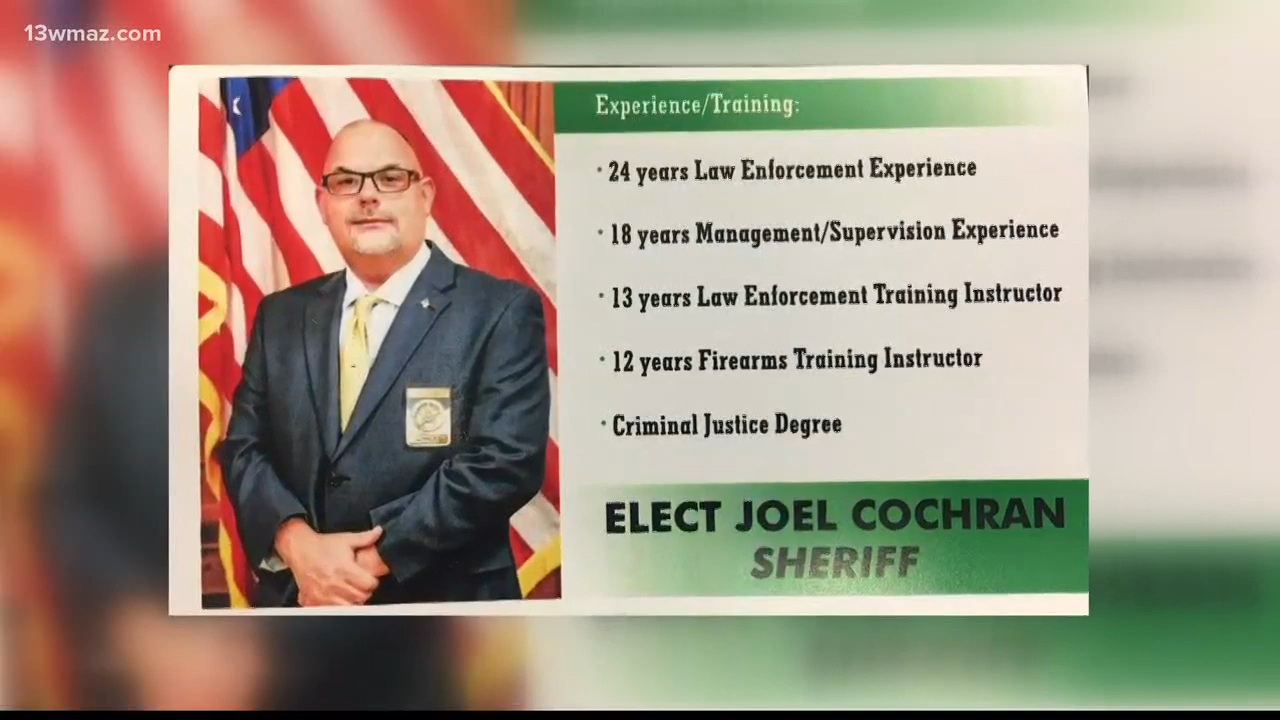 13wmaz.com
Experience/Training:
· 24 years Law Enforcement Experience
· 18 years Management/Supervision Experience
· 13 years Law Enforcement Training Instructor
· 12 years Firearms Training Instructor
· Criminal Justice Degree
ELECT JOEL COCHRAN
SHERIFF